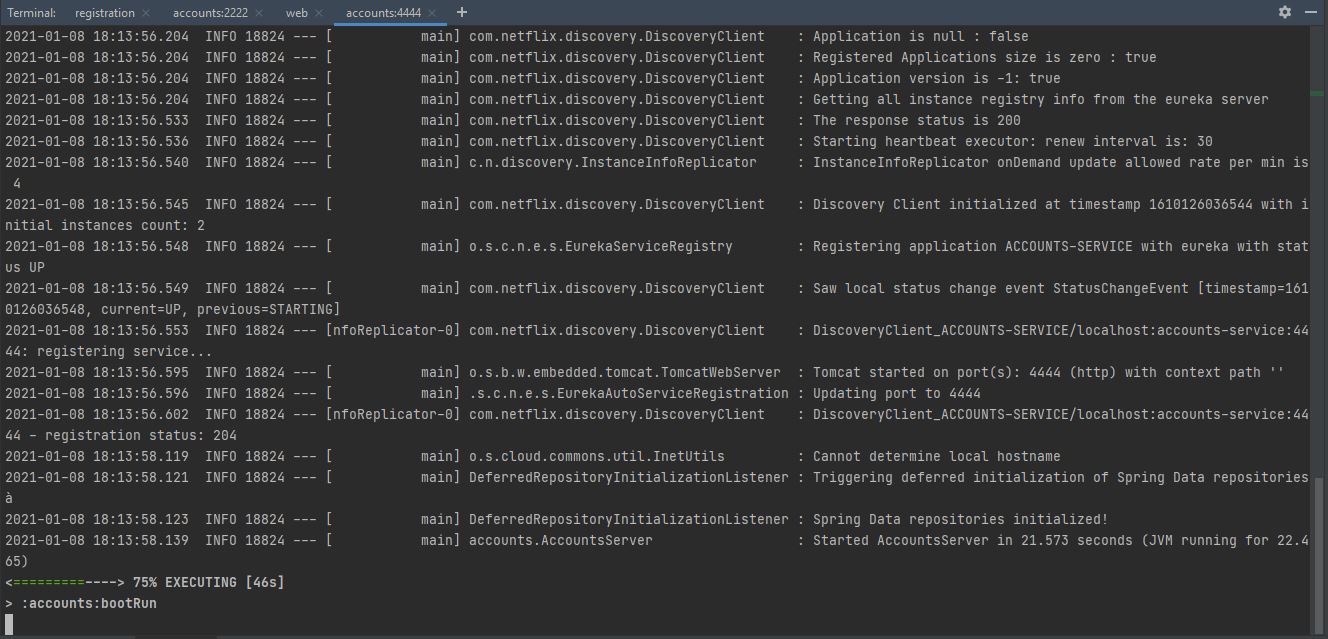 Terminal: registration × accounts:2222 × web × accounts:4444 × +
2021-01-08 18:13:56.204  INFO 18824 --- [           main] com.netflix.discovery.DiscoveryClient    : Application is null : false
2021-01-08 18:13:56.204  INFO 18824 --- [           main] com.netflix.discovery.DiscoveryClient    : Registered Applications size is zero : true
2021-01-08 18:13:56.204  INFO 18824 --- [           main] com.netflix.discovery.DiscoveryClient    : Application version is -1: true
2021-01-08 18:13:56.204  INFO 18824 --- [           main] com.netflix.discovery.DiscoveryClient    : Getting all instance registry info from the eureka server
2021-01-08 18:13:56.533  INFO 18824 --- [           main] com.netflix.discovery.DiscoveryClient    : The response status is 200
2021-01-08 18:13:56.536  INFO 18824 --- [           main] com.netflix.discovery.DiscoveryClient    : Starting heartbeat executor: renew interval is: 30
2021-01-08 18:13:56.540  INFO 18824 --- [           main] c.n.discovery.InstanceInfoReplicator     : InstanceInfoReplicator onDemand update allowed rate per min is
 4
2021-01-08 18:13:56.545  INFO 18824 --- [           main] com.netflix.discovery.DiscoveryClient    : Discovery Client initialized at timestamp 1610126036544 with i
nitial instances count: 2
2021-01-08 18:13:56.548  INFO 18824 --- [           main] o.s.c.n.e.s.EurekaServiceRegistry        : Registering application ACCOUNTS-SERVICE with eureka with stat
us UP
2021-01-08 18:13:56.549  INFO 18824 --- [           main] com.netflix.discovery.DiscoveryClient    : Saw local status change event StatusChangeEvent [timestamp=161
0126036548, current=UP, previous=STARTING]
2021-01-08 18:13:56.553  INFO 18824 --- [nfoReplicator-0] com.netflix.discovery.DiscoveryClient    : DiscoveryClient_ACCOUNTS-SERVICE/localhost:accounts-service:44
44: registering service...
2021-01-08 18:13:56.595  INFO 18824 --- [           main] o.s.b.w.embedded.tomcat.TomcatWebServer  : Tomcat started on port(s): 4444 (http) with context path ''
2021-01-08 18:13:56.596  INFO 18824 --- [           main] .s.c.n.e.s.EurekaAutoServiceRegistration : Updating port to 4444
2021-01-08 18:13:56.602  INFO 18824 --- [nfoReplicator-0] com.netflix.discovery.DiscoveryClient    : DiscoveryClient_ACCOUNTS-SERVICE/localhost:accounts-service:44
44 - registration status: 204
2021-01-08 18:13:58.119  INFO 18824 --- [           main] o.s.cloud.commons.util.InetUtils         : Cannot determine local hostname
2021-01-08 18:13:58.121  INFO 18824 --- [           main] DeferredRepositoryInitializationListener : Triggering deferred initialization of Spring Data repositories
à
2021-01-08 18:13:58.123  INFO 18824 --- [           main] DeferredRepositoryInitializationListener : Spring Data repositories initialized!
2021-01-08 18:13:58.139  INFO 18824 --- [           main] accounts.AccountsServer                  : Started AccountsServer in 21.573 seconds (JVM running for 22.4
65)
<=========----> 75% EXECUTING [46s]
> :accounts:bootRun